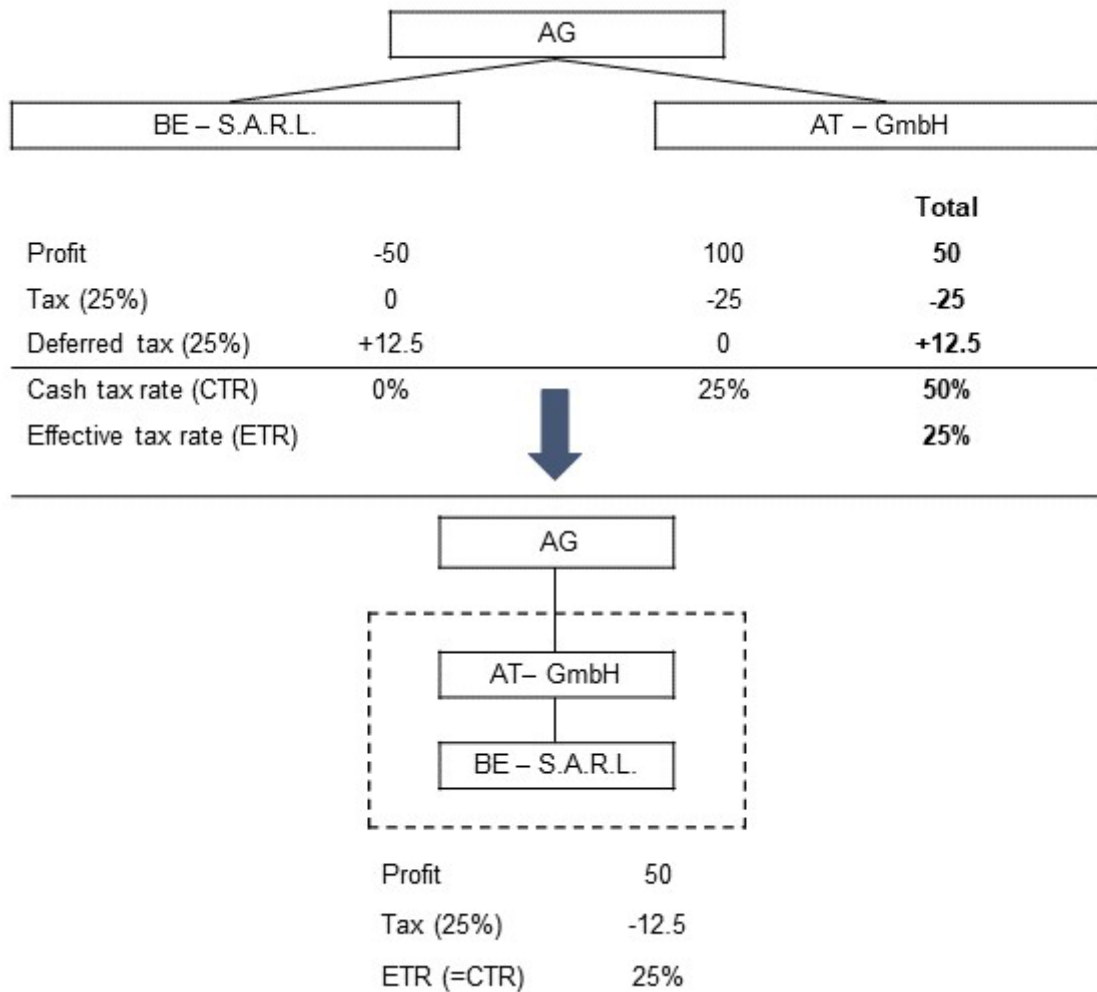 AG
BE – S.A.R.L. AT – GmbH
Total
Profit -50 100 50
Tax (25%) 0 -25 -25
Deferred tax (25%) +12.5 0 +12.5
Cash tax rate (CTR) 0% 25% 50%
Effective tax rate (ETR) 25%
AG
AT– GmbH
BE – S.A.R.L.
Profit 50
Tax (25%) -12.5
ETR (=CTR) 25%